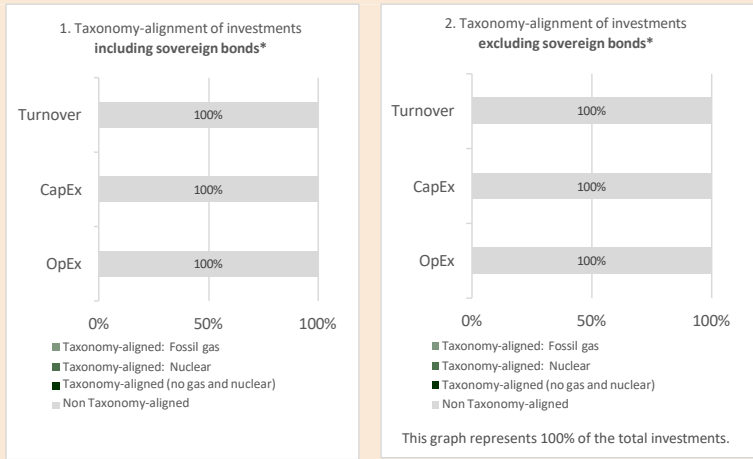 1. Taxonomy-alignment of investments
including sovereign bonds*
Turnover
100%
CapEx
100%
OpEx
100%
0%
50%
100%
Taxonomy-aligned: Fossil gas
Taxonomy-aligned: Nuclear
Taxonomy-aligned (no gas and nuclear)
Non Taxonomy-aligned
2. Taxonomy-alignment of investments
excluding sovereign bonds*
Turnover
100%
CapEx
100%
OpEx
100%
0%
50%
100%
Taxonomy-aligned: Fossil gas
Taxonomy-aligned: Nuclear
Taxonomy-aligned (no gas and nuclear)
Non Taxonomy-aligned
This graph represents 100% of the total investments.